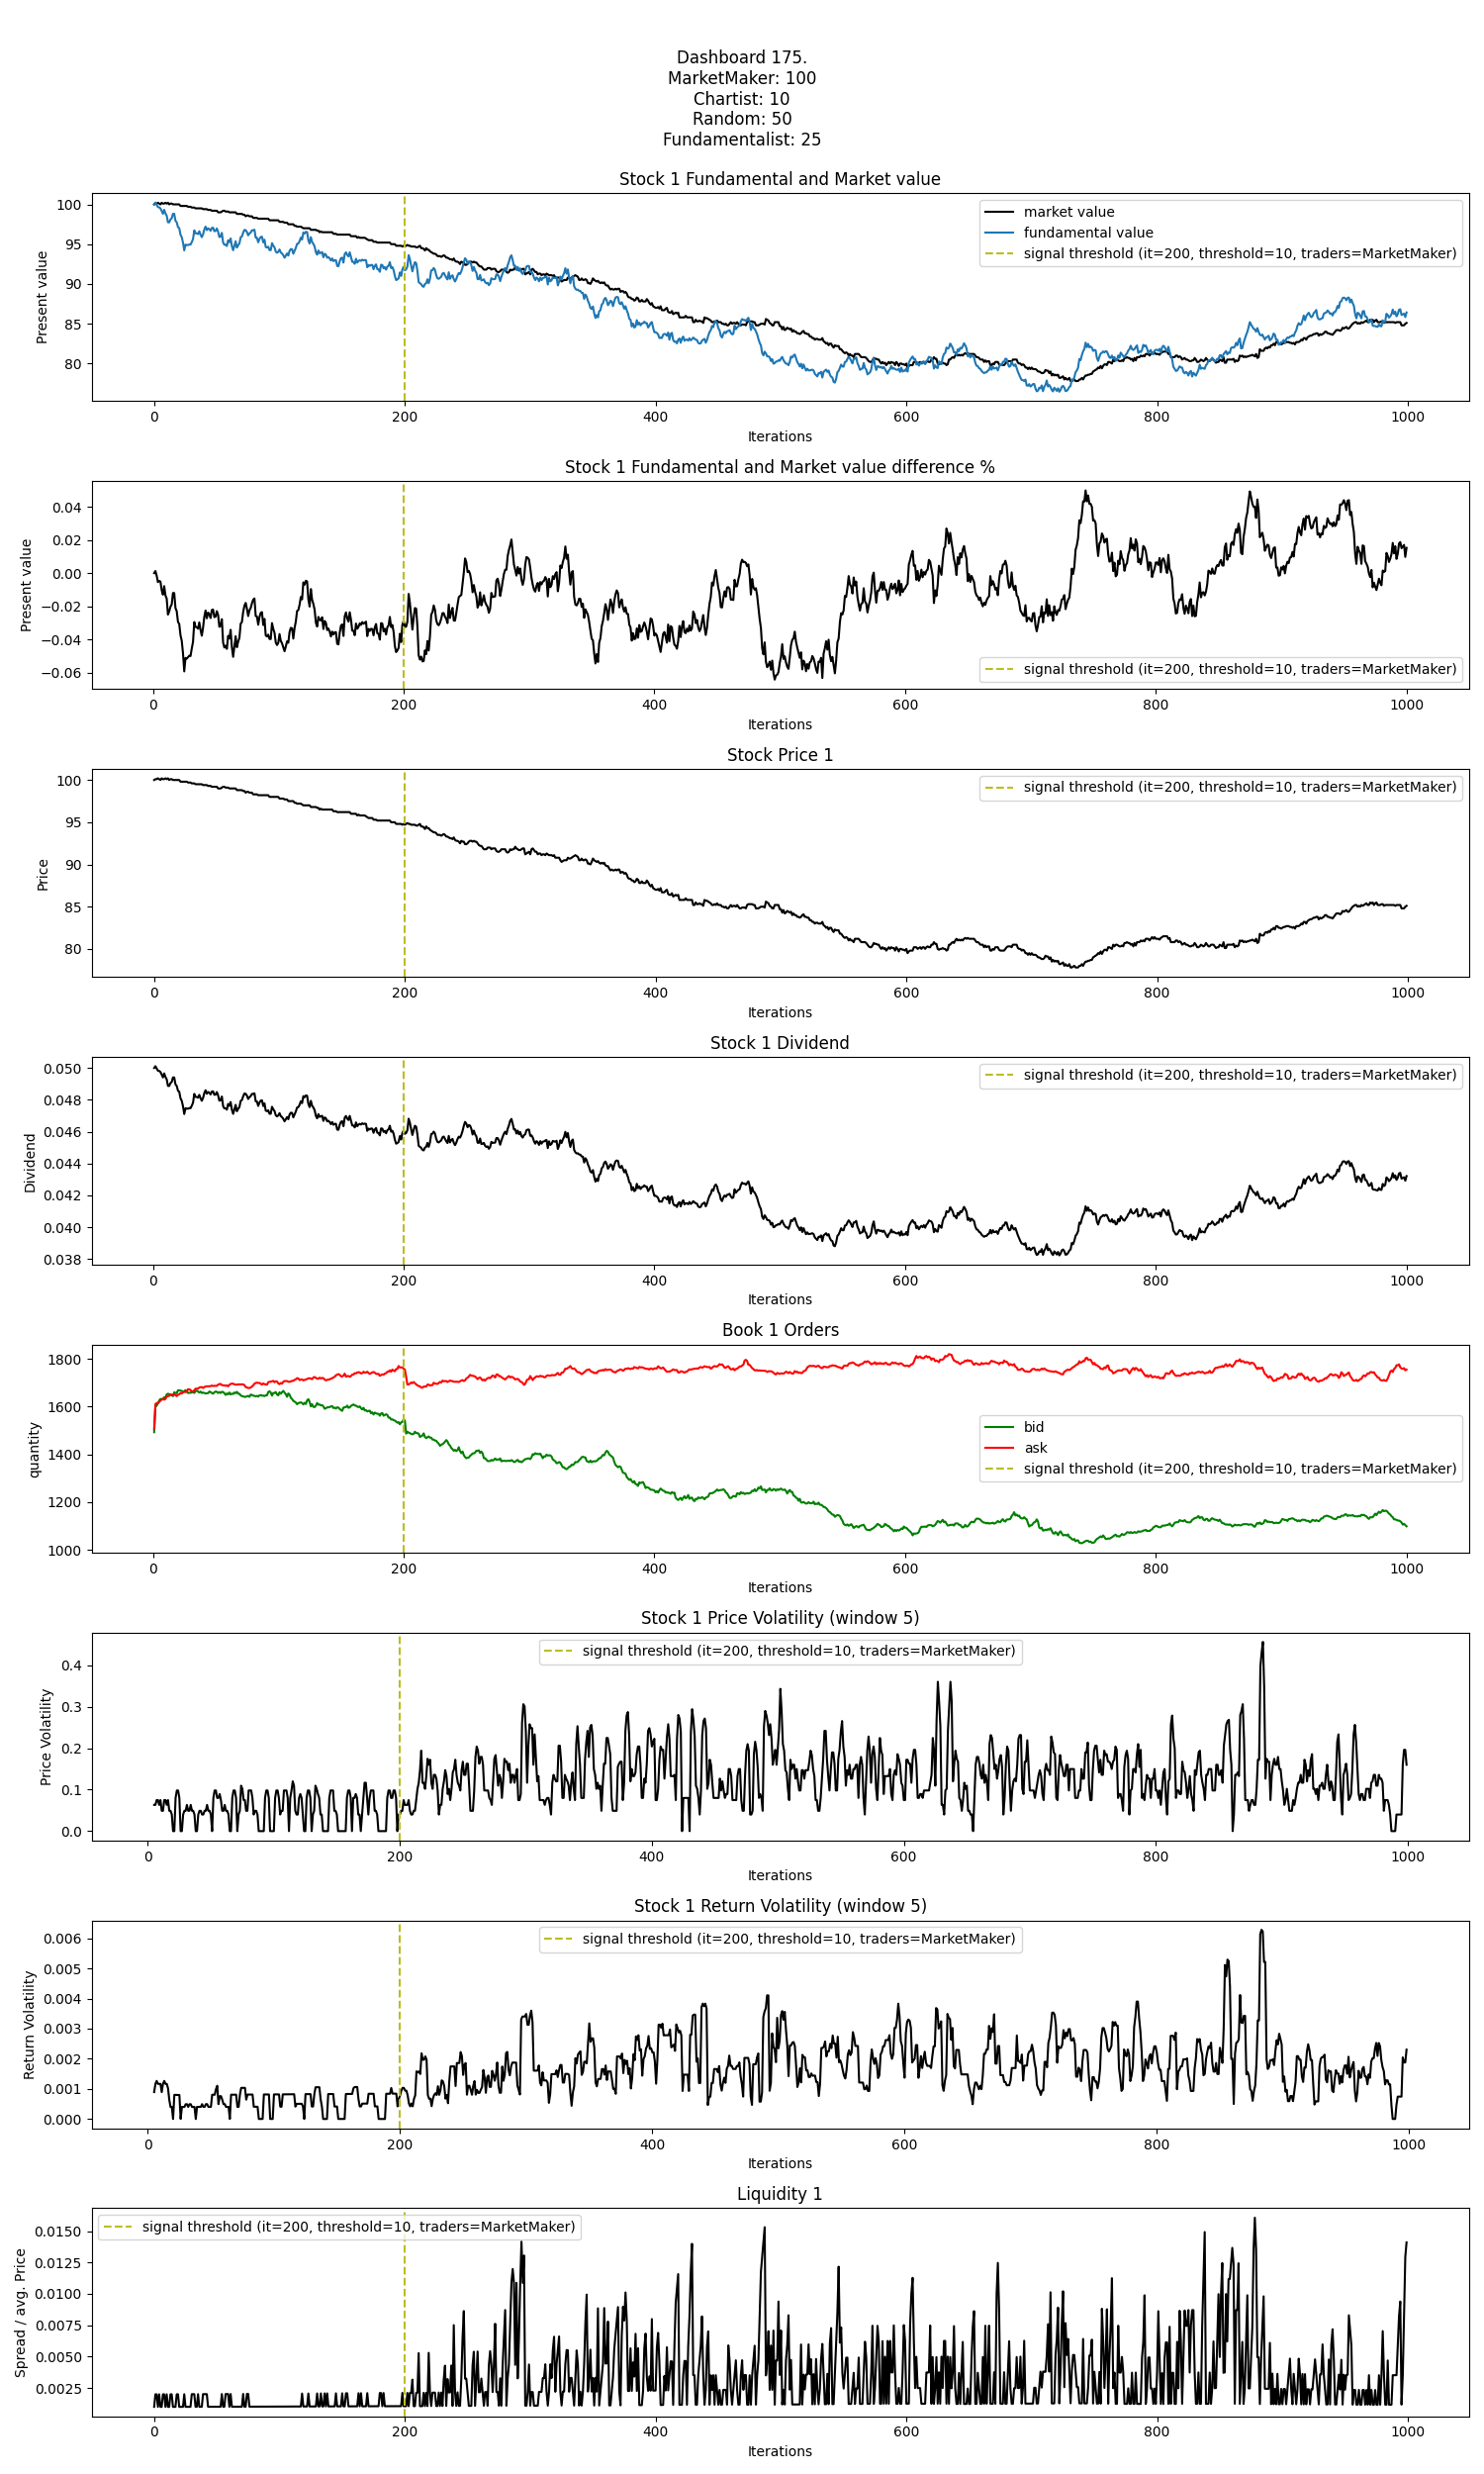 Dashboard 175.
MarketMaker: 100
Chartist: 10
Random: 50
Fundamentalist: 25
Stock 1 Fundamental and Market value
100
95
90
85
80
Present value
market value
fundamental value
signal threshold (it=200, threshold=10, traders=MarketMaker)
0 200 400 600 800 1000
Iterations
Stock 1 Fundamental and Market value difference %
0.04
0.02
0.00
−0.02
−0.04
−0.06
Present value
signal threshold (it=200, threshold=10, traders=MarketMaker)
0 200 400 600 800 1000
Iterations
Stock Price 1
100
95
90
85
80
Price
signal threshold (it=200, threshold=10, traders=MarketMaker)
0 200 400 600 800 1000
Iterations
Stock 1 Dividend
0.050
0.048
0.046
0.044
0.042
0.040
0.038
Dividend
signal threshold (it=200, threshold=10, traders=MarketMaker)
0 200 400 600 800 1000
Iterations
Book 1 Orders
1800
1600
1400
1200
1000
quantity
bid
ask
signal threshold (it=200, threshold=10, traders=MarketMaker)
0 200 400 600 800 1000
Iterations
Stock 1 Price Volatility (window 5)
0.4
0.3
0.2
0.1
0.0
Price Volatility
signal threshold (it=200, threshold=10, traders=MarketMaker)
0 200 400 600 800 1000
Iterations
Stock 1 Return Volatility (window 5)
0.006
0.005
0.004
0.003
0.002
0.001
0.000
Return Volatility
signal threshold (it=200, threshold=10, traders=MarketMaker)
0 200 400 600 800 1000
Iterations
Liquidity 1
0.0150
0.0125
0.0100
0.0075
0.0050
0.0025
Spread / avg. Price
signal threshold (it=200, threshold=10, traders=MarketMaker)
0 200 400 600 800 1000
Iterations